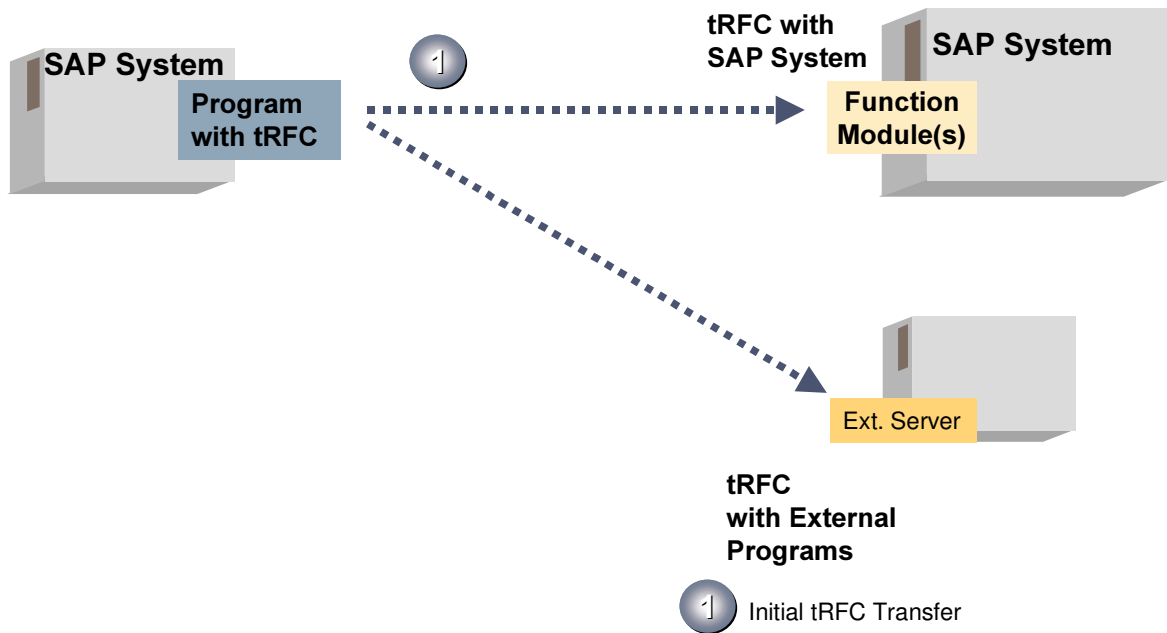 SAP System
Program
with tRFC
1
tRFC with
SAP System
SAP System
Function
Module(s)
Ext. Server
tRFC
with External
Programs
1 Initial tRFC Transfer